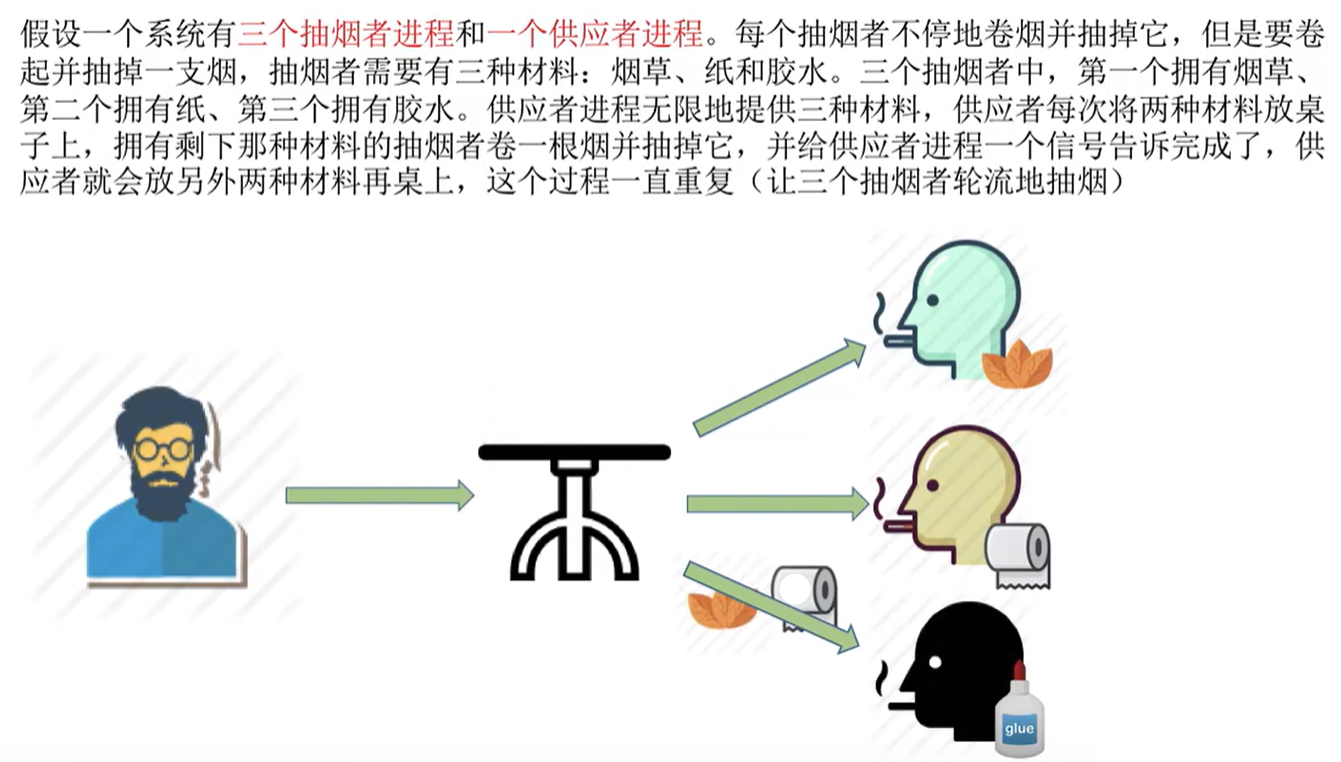 假设一个系统有三个抽烟者进程和一个供应者进程。每个抽烟者不停地卷烟并抽掉它，但是要卷
起并抽掉一支烟，抽烟者需要有三种材料：烟草、纸和胶水。三个抽烟者中，第一个拥有烟草、
第二个拥有纸、第三个拥有胶水。供应者进程无限地提供三种材料，供应者每次将两种材料放桌
子上，拥有剩下那种材料的抽烟者卷一根烟并抽掉它，并给供应者进程一个信号告诉完成了，供
应者就会放另外两种材料再桌上，这个过程一直重复（让三个抽烟者轮流地抽烟）
glue